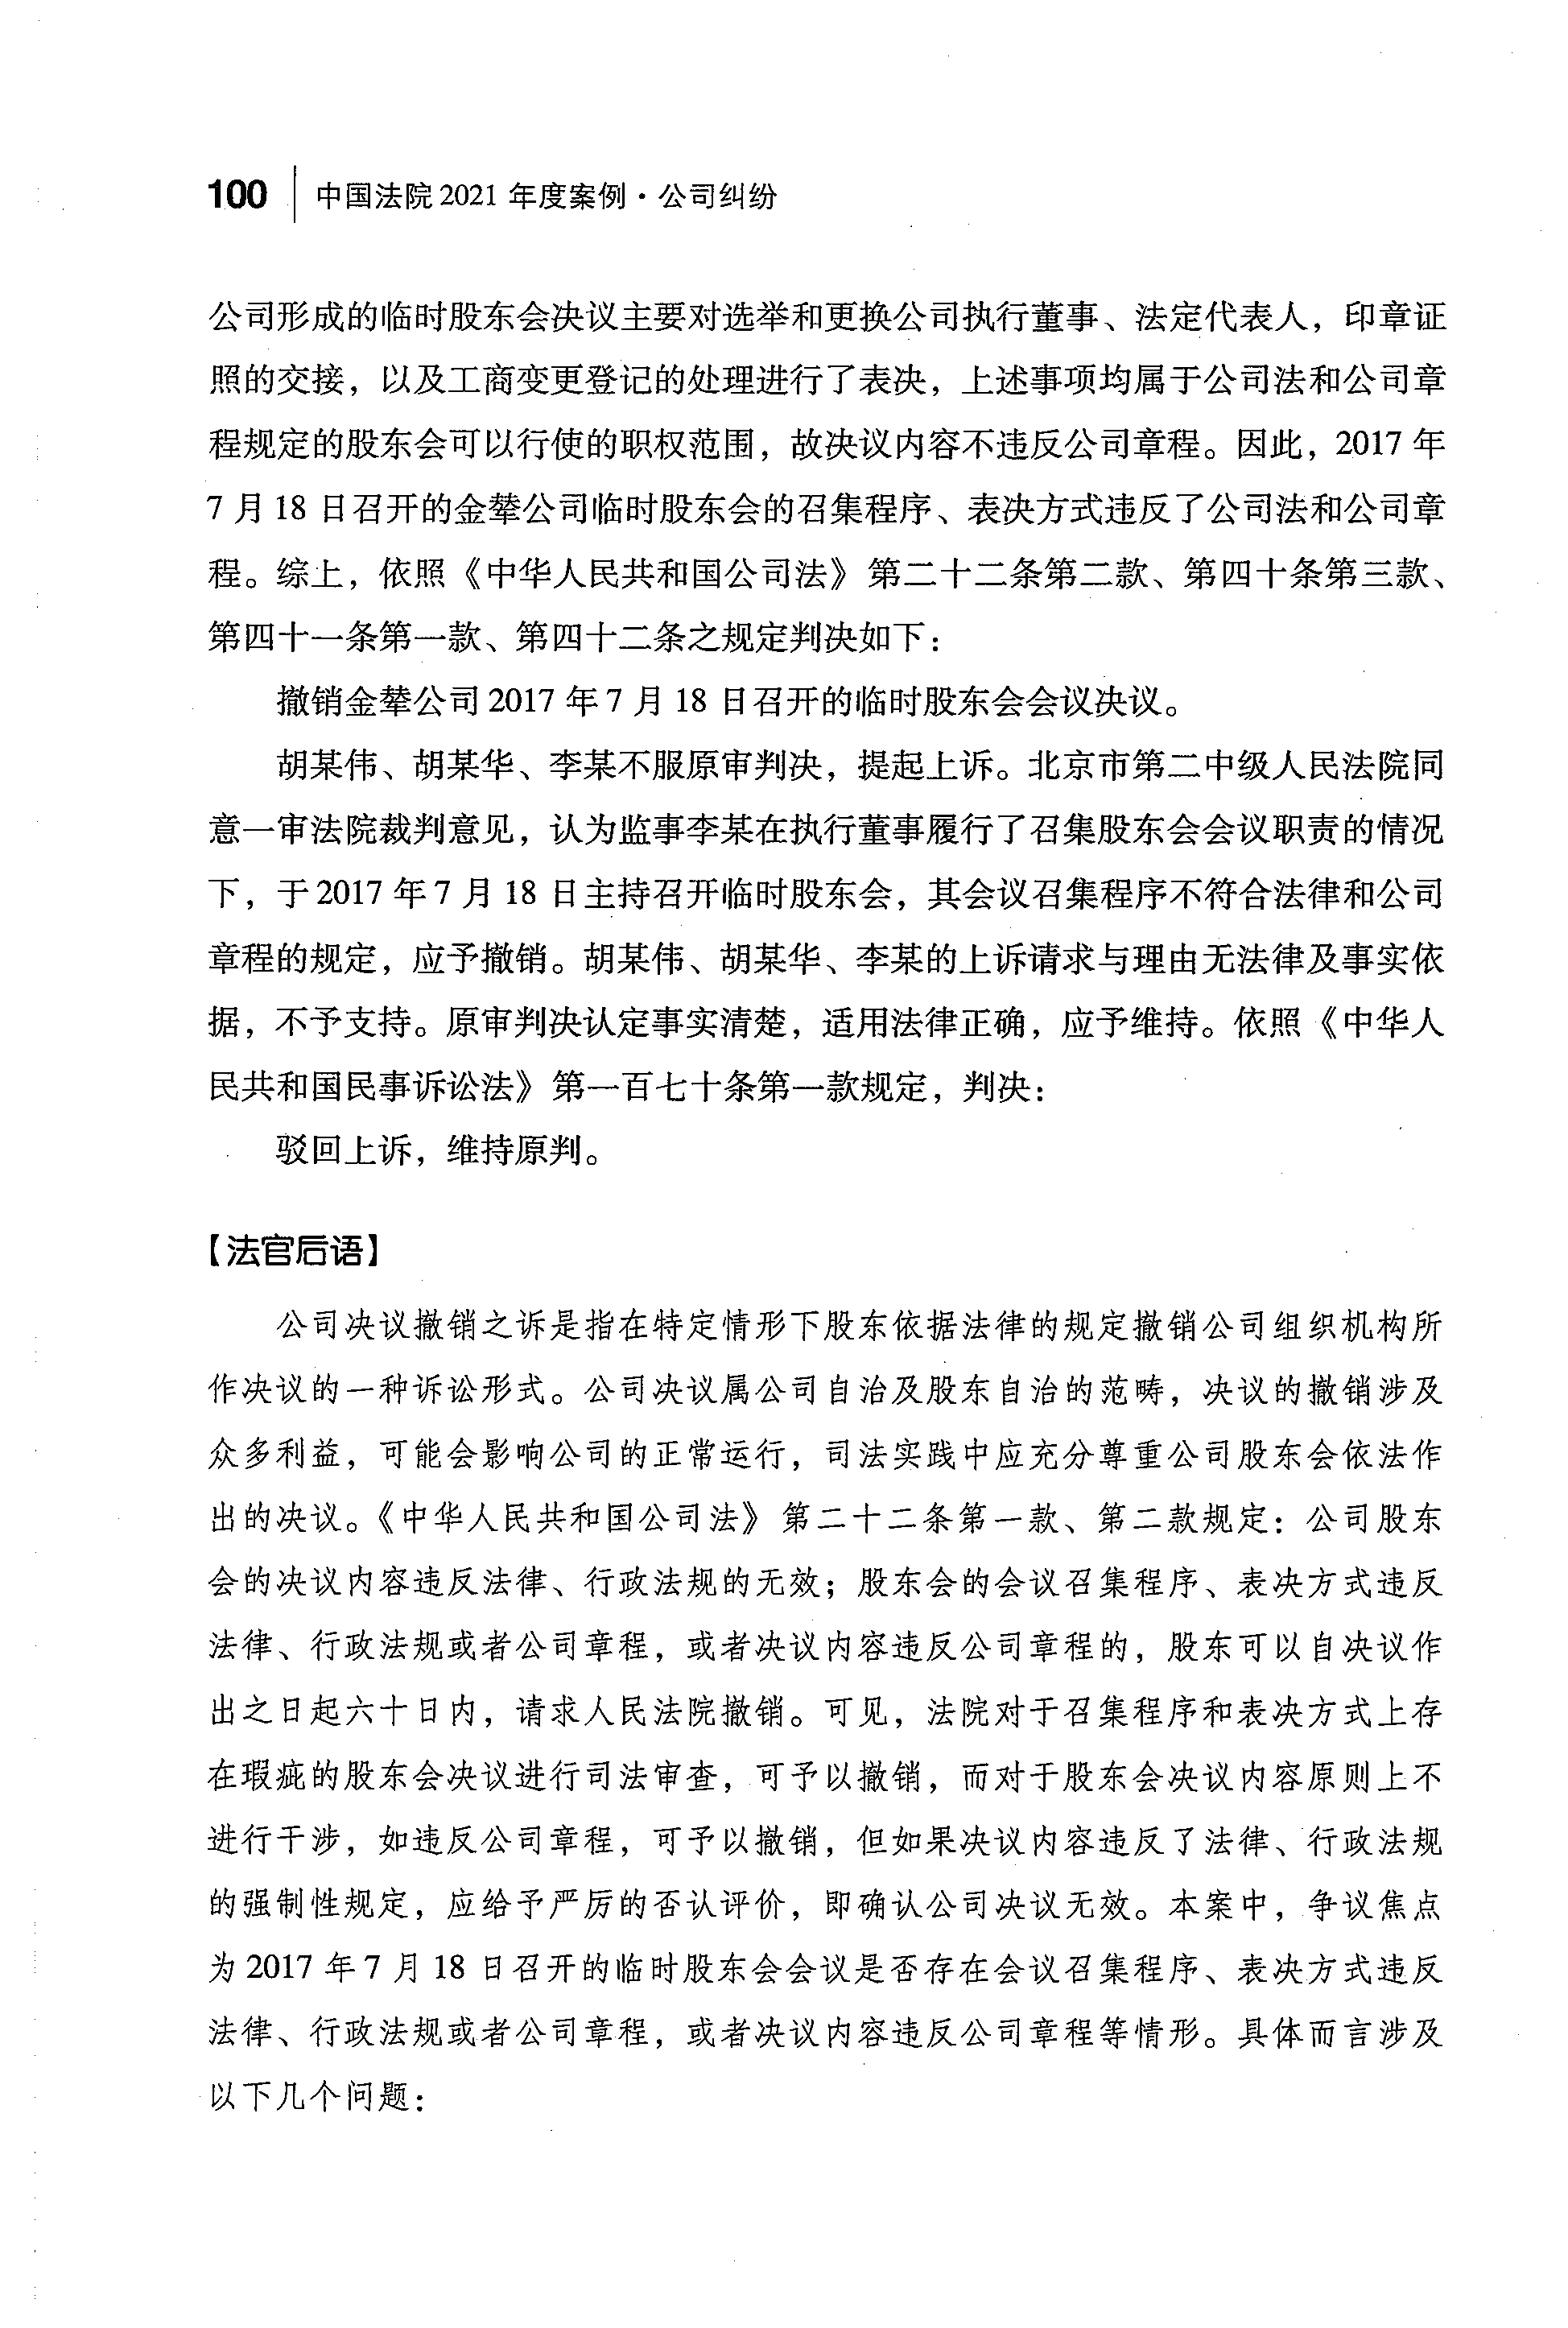 100 中国法院2021年度案例·公司纠纷
公司形成的临时股东会决议主要对选举和更换公司执行董事、法定代表人，印章证
照的交接，以及工商变更登记的处理进行了表决，上述事项均属于公司法和公司章
程规定的股东会可以行使的职权范围，故决议内容不违反公司章程。因此，2017年
7月18日召开的金辇公司临时股东会的召集程序、表决方式违反了公司法和公司章
程。综上，依照《中华人民共和国公司法》第二十二条第二款、第四十条第三款、
第四十一条第一款、第四十二条之规定判决如下：
撤销金辇公司2017年7月18日召开的临时股东会会议决议。
胡某伟、胡某华、李某不服原审判决，提起上诉。北京市第二中级人民法院同
意一审法院裁判意见，认为监事李某在执行董事履行了召集股东会会议职责的情况
下，于2017年7月18日主持召开临时股东会，其会议召集程序不符合法律和公司
章程的规定，应予撤销。胡某伟、胡某华、李某的上诉请求与理由无法律及事实依
据，不予支持。原审判决认定事实清楚，适用法律正确，应予维持。依照《中华人
民共和国民事诉讼法》第一百七十条第一款规定，判决：
驳回上诉，维持原判。
【法官后语】
公司决议撤销之诉是指在特定情形下股东依据法律的规定撤销公司组织机构所
作决议的一种诉讼形式。公司决议属公司自治及股东自治的范畴，决议的撤销涉及
众多利益，可能会影响公司的正常运行，司法实践中应充分尊重公司股东会依法作
出的决议。《中华人民共和国公司法》第二十二条第一款、第二款规定：公司股东
会的决议内容违反法律、行政法规的无效；股东会的会议召集程序、表决方式违反
法律、行政法规或者公司章程，或者决议内容违反公司章程的，股东可以自决议作
出之日起六十日内，请求人民法院撤销。可见，法院对于召集程序和表决方式上存
在瑕疵的股东会决议进行司法审查，可予以撤销，而对于股东会决议内容原则上不
进行干涉，如违反公司章程，可予以撤销，但如果决议内容违反了法律、行政法规
的强制性规定，应给予严厉的否认评价，即确认公司决议无效。本案中，争议焦点
为2017年7月18日召开的临时股东会会议是否存在会议召集程序、表决方式违反
法律、行政法规或者公司章程，或者决议内容违反公司章程等情形。具体而言涉及
以下几个问题：